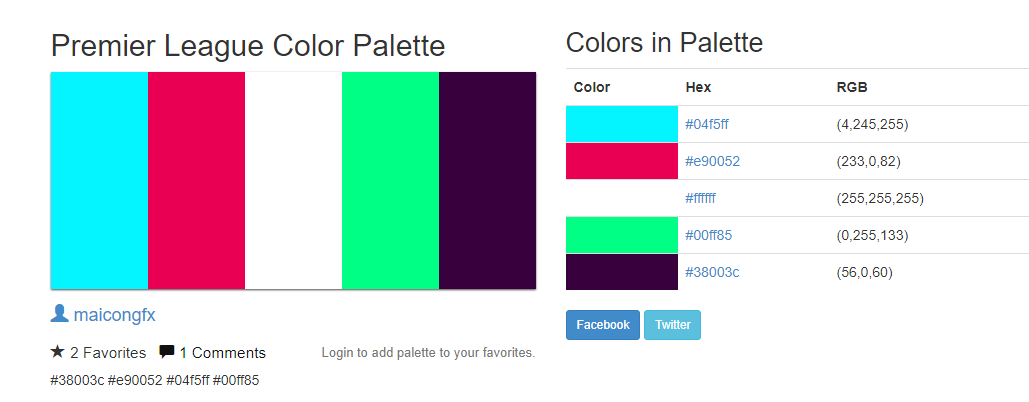 Premier League Color Palette
maicongfx
2 Favorites 1 Comments Login to add palette to your favorites.
#38003c #e90052 #04f5ff #00ff85
Colors in Palette
Color Hex RGB
#04f5ff (4,245,255)
#e90052 (233,0,82)
#ffffff (255,255,255)
#00ff85 (0,255,133)
#38003c (56,0,60)
Facebook Twitter